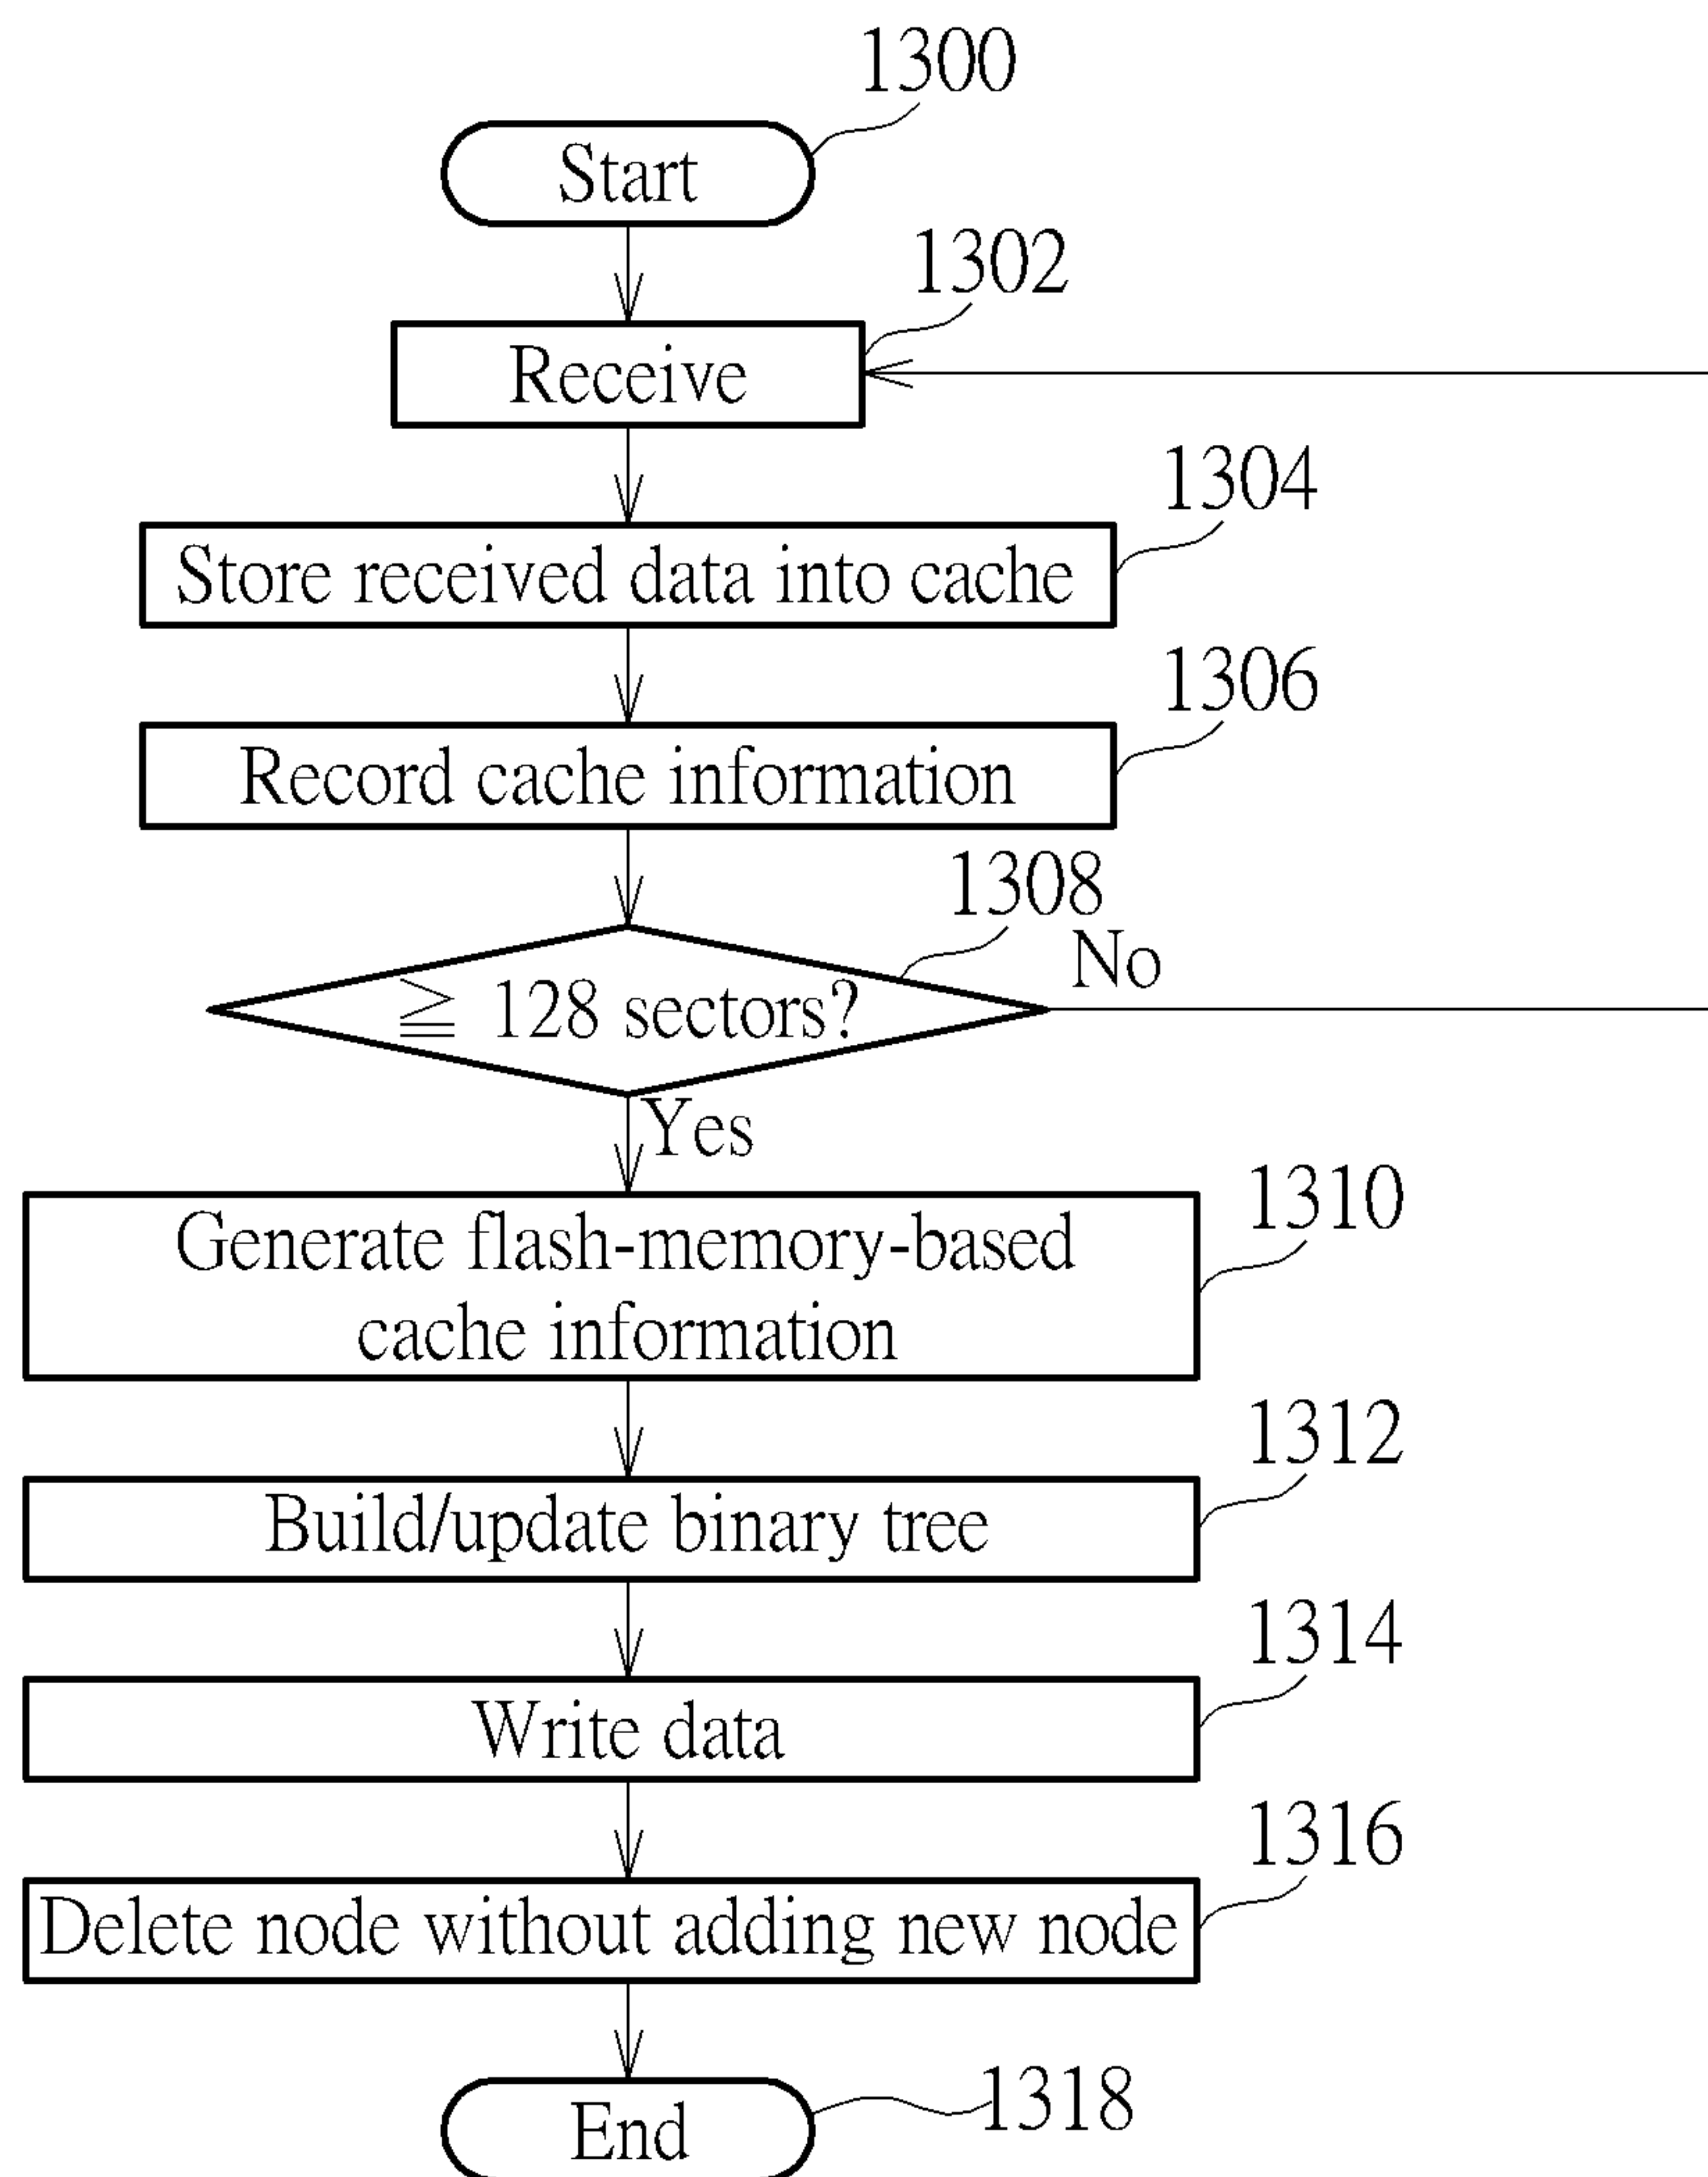 1300
Start
1302
Receive
1304
Store received data into cache
1306
Record cache information
1308
No
≧ 128 sectors?
Yes
1310
Generate flash-memory-based
cache information
1312
Build/update binary tree
1314
Write data
1316
Delete node without adding new node
1318
End